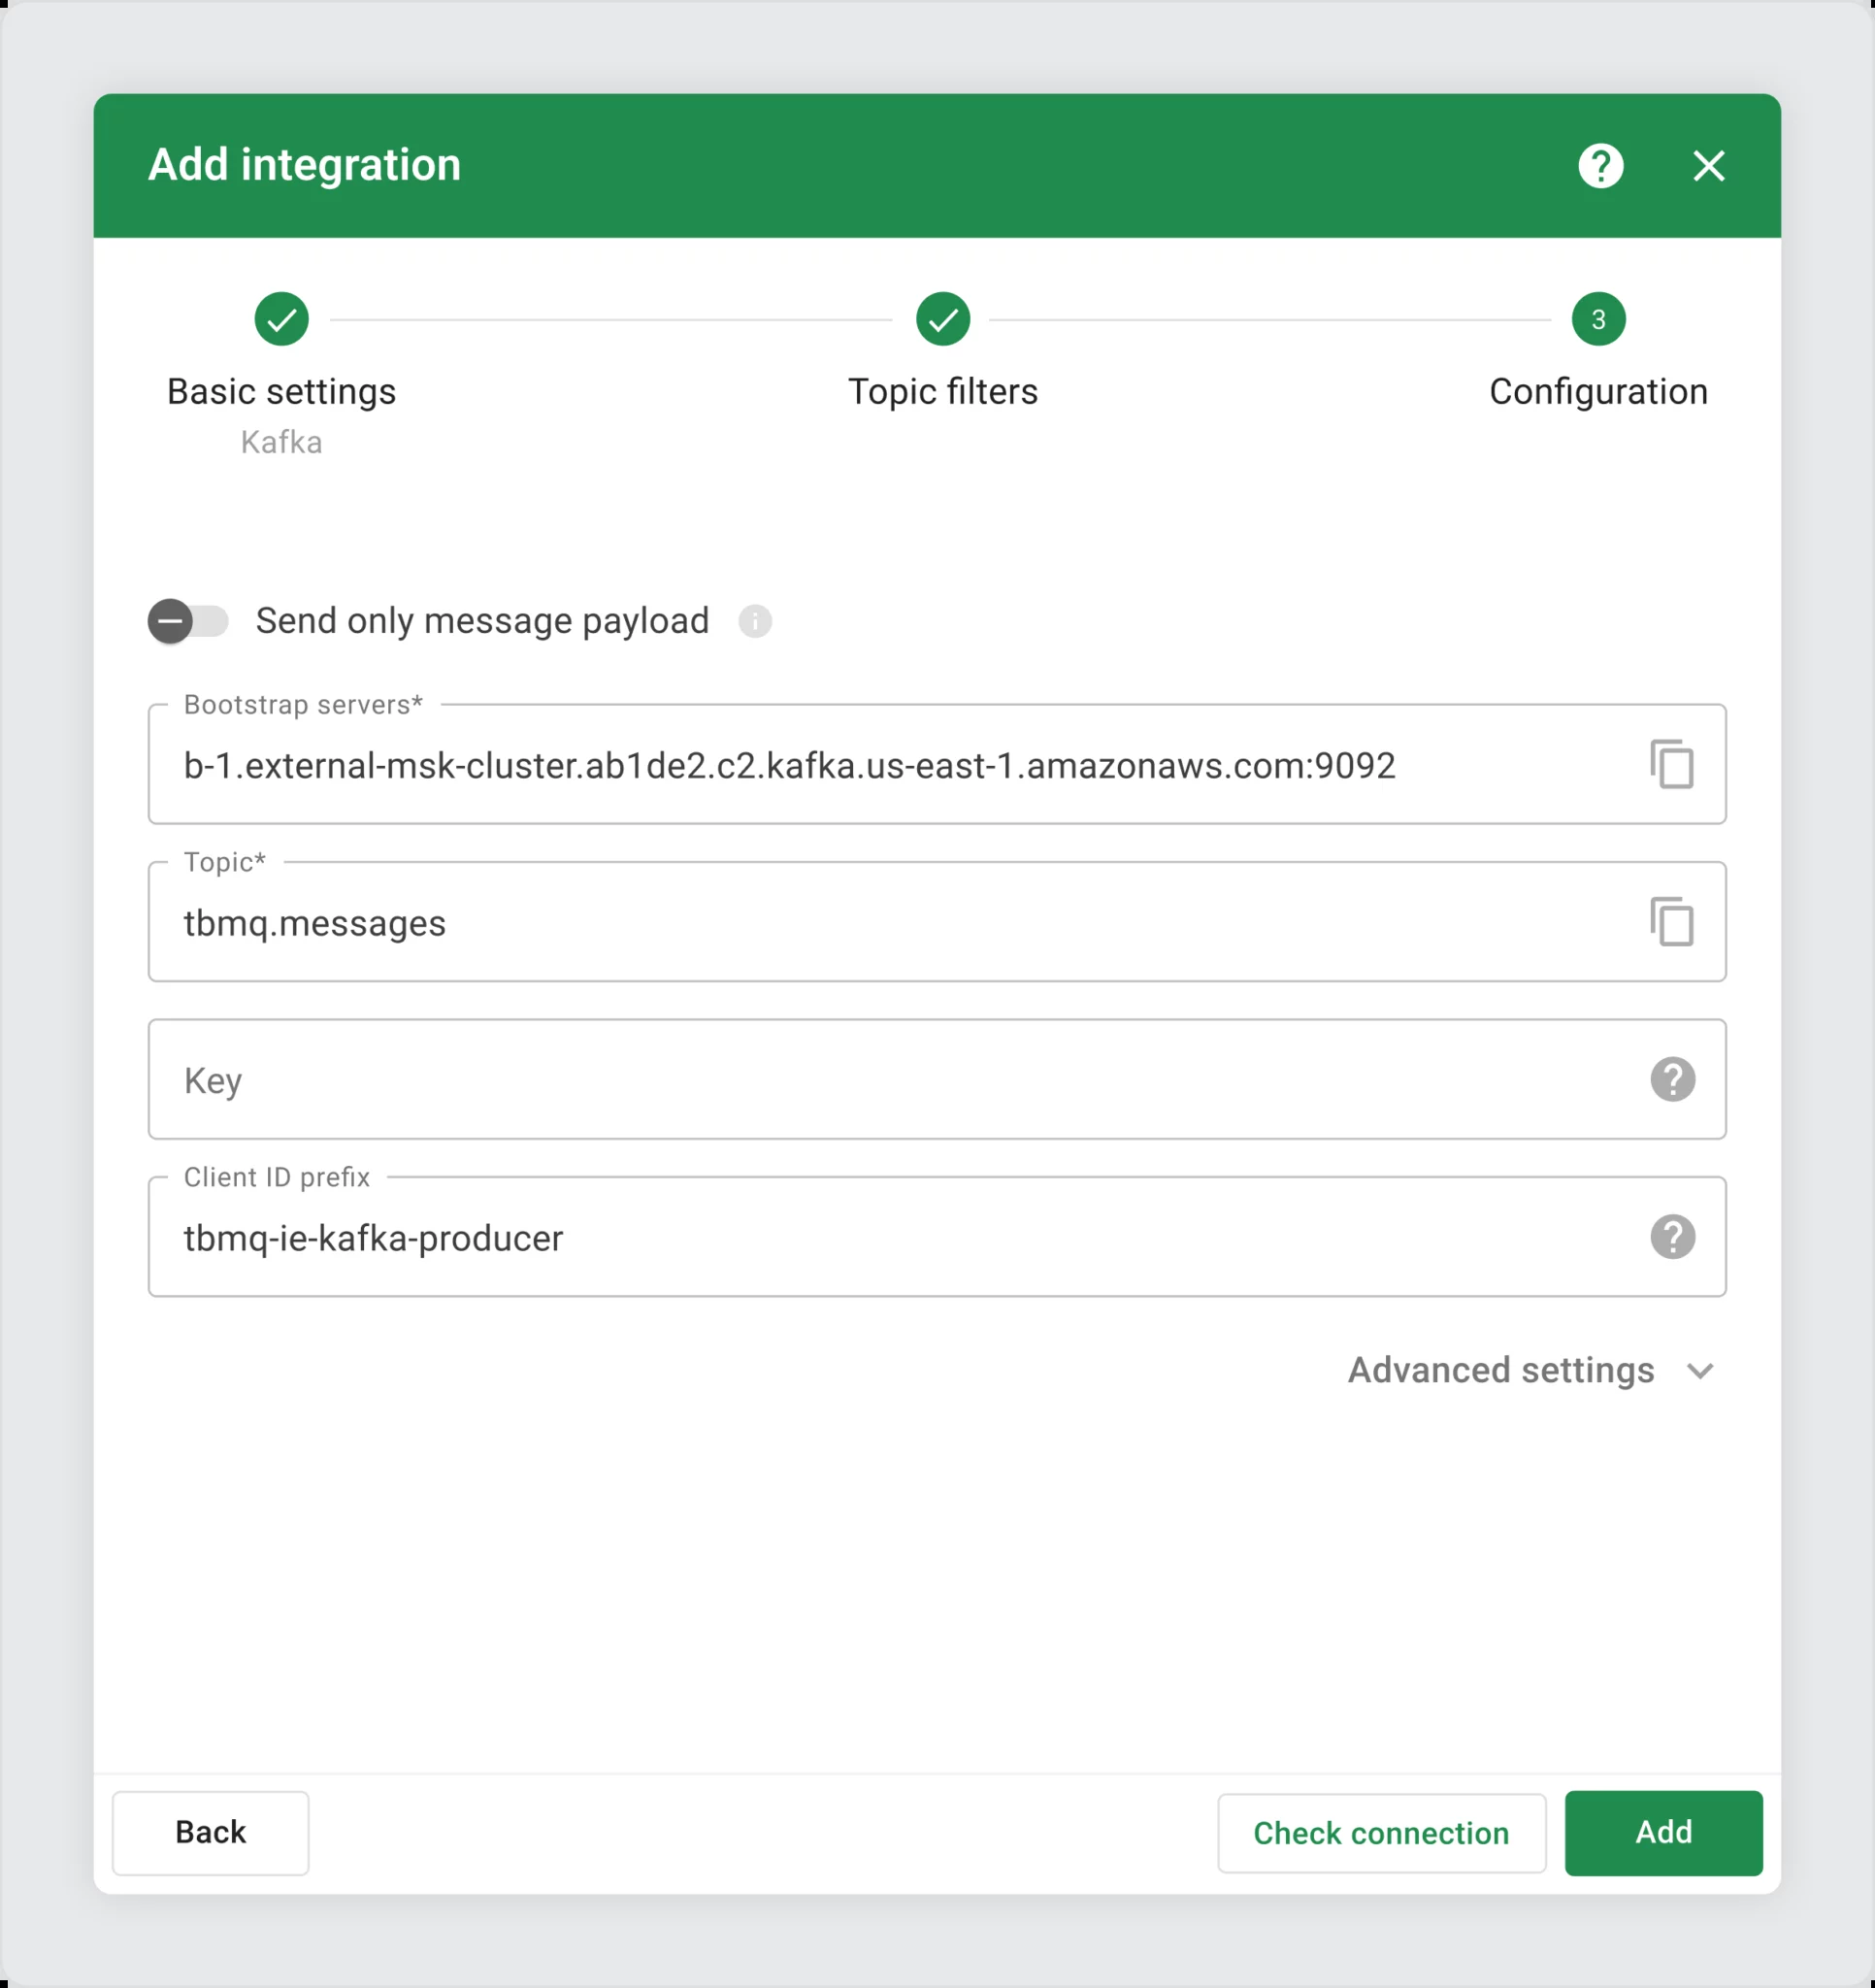 Add integration
Basic settings
Kafka
Topic filters
3
Configuration
Send only message payload
Bootstrap servers*
b-1.external-msk-cluster.ab1de2.c2.kafka.us-east-1.amazonaws.com:9092
Topic*
tbmq.messages
Key
Client ID prefix
tbmq-ie-kafka-producer
Advanced settings
Back
Check connection
Add